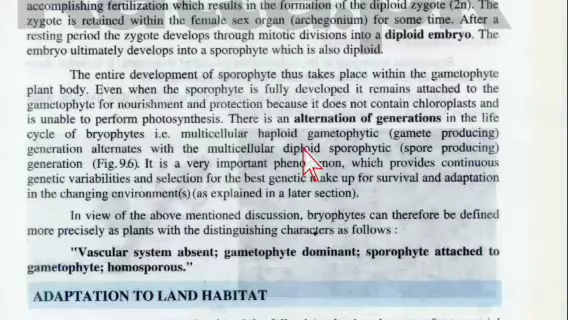 accomplishing fertilization which results in the formation of the diploid zygote (2n). The
zygote is retained within the female sex organ (archegonium) for some time. After a
resting period the zygote develops through mitotic divisions into a diploid embryo. The
embryo ultimately develops into a sporophyte which is also diploid.
The entire development of sporophyte thus takes place within the gametophyte
plant body. Even when the sporophyte is fully developed it remains attached to the
gametophyte for nourishment and protection because it does not contain chloroplasts and
is unable to perform photosynthesis. There is an alternation of generations in the life
cycle of bryophytes i.e. multicellular haploid gametophytic (gamete producing)
generation alternates with the multicellular diploid sporophytic (spore producing)
generation (Fig.9.6). It is a very important phenomenon, which provides continuous
genetic variabilities and selection for the best genetic make up for survival and adaptation
in the changing environment(s)(as explained in a later section).
In view of the above mentioned discussion, bryophytes can therefore be defined
more precisely as plants with the distinguishing characters as follows :
"Vascular system absent; gametophyte dominant; sporophyte attached to
gametophyte; homosporous."
ADAPTATION TO LAND HABITAT